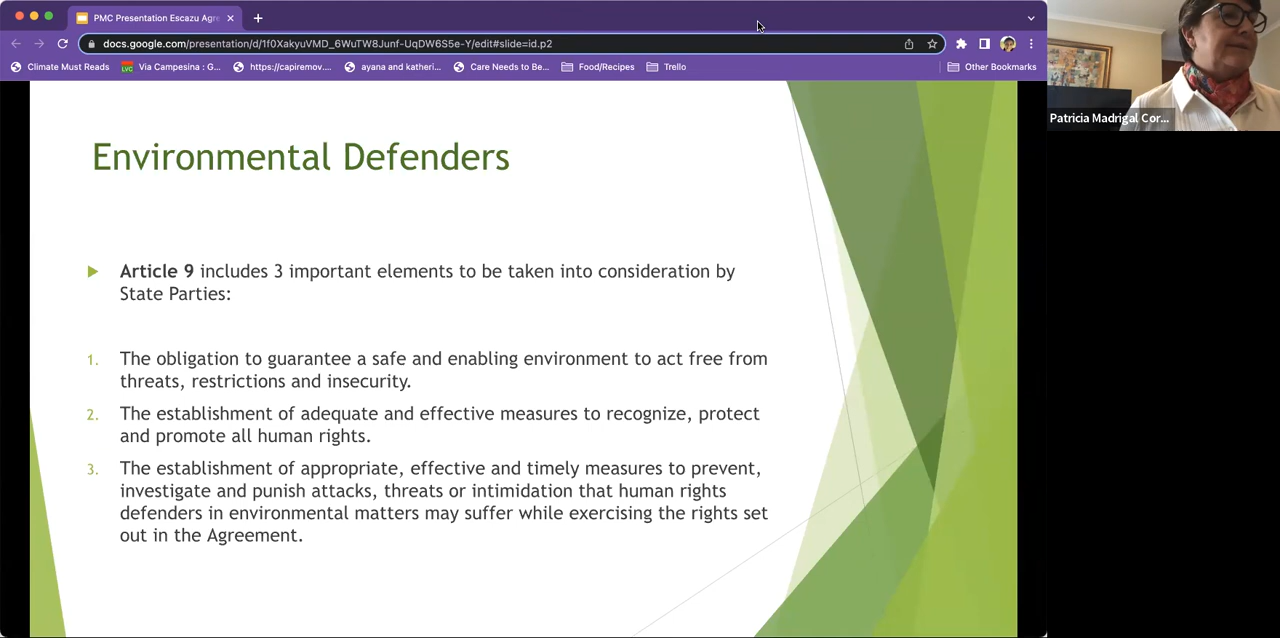 PMC Presentation Escazu Agre
docs.google.com/presentation/d/1f0XakyuVMD_6WuTW8Junf-UqDW6S5e-Y/edit#slide=id.p2
Climate Must Reads
LVC
Via Campesina : G...
https://capiremov....
ayana and katheri...
Care Needs to Be...
Food/Recipes
Trello
Other Bookmarks
Patricia Madrigal Cor...
Environmental Defenders
Article 9 includes 3 important elements to be taken into consideration by
State Parties:
1. The obligation to guarantee a safe and enabling environment to act free from
threats, restrictions and insecurity.
2. The establishment of adequate and effective measures to recognize, protect
and promote all human rights.
3. The establishment of appropriate, effective and timely measures to prevent,
investigate and punish attacks, threats or intimidation that human rights
defenders in environmental matters may suffer while exercising the rights set
out in the Agreement.